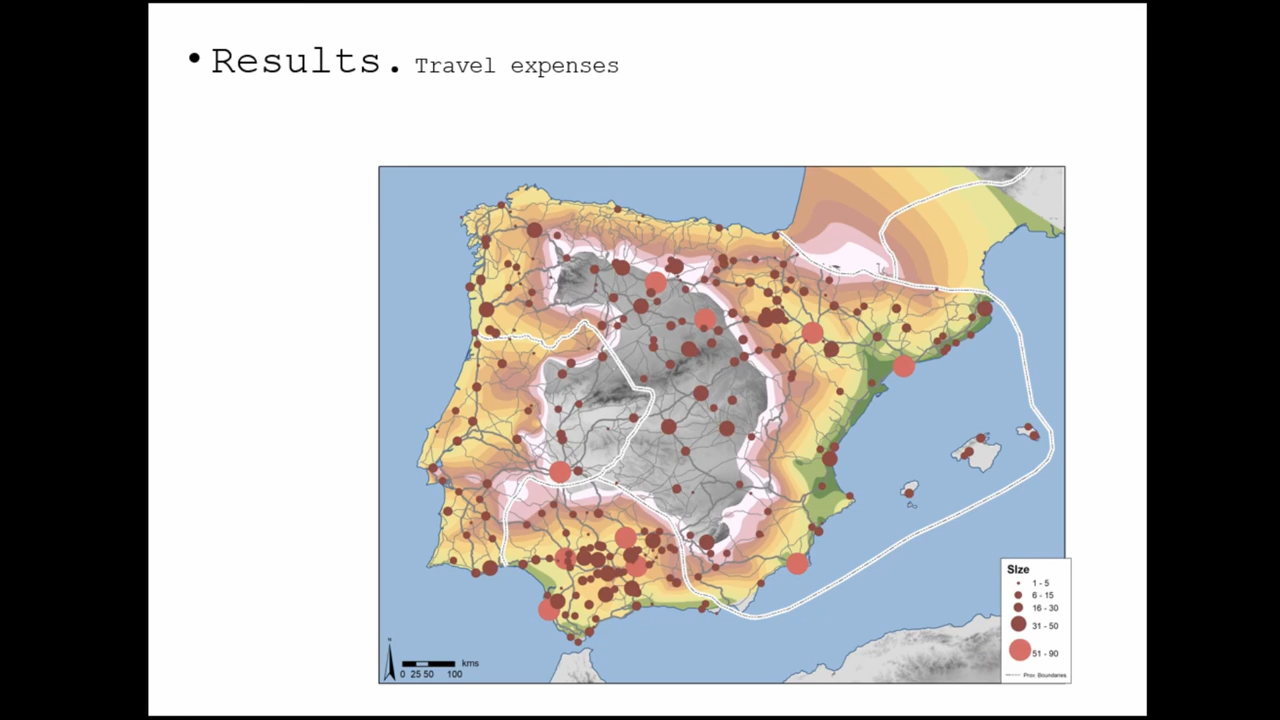 • Results. Travel expenses
Size
1 - 5
6 - 15
16 - 30
31 - 50
51 - 90
Prov. Boundaries
N
kms
0 25 50 100